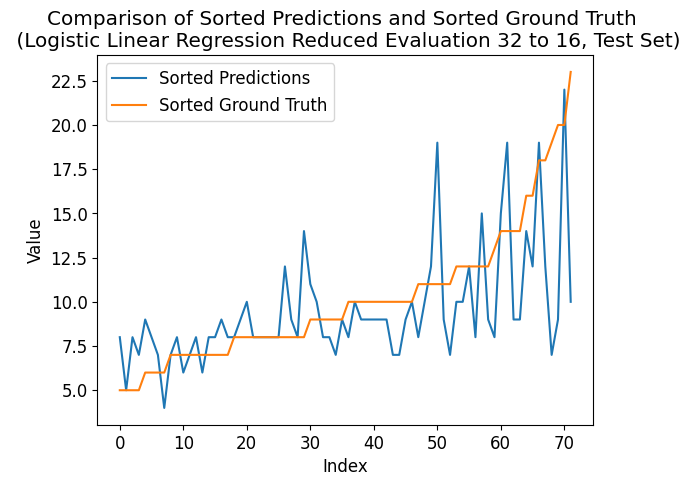 Comparison of Sorted Predictions and Sorted Ground Truth
(Logistic Linear Regression Reduced Evaluation 32 to 16, Test Set)
Sorted Predictions
Sorted Ground Truth
Value
22.5
20.0
17.5
15.0
12.5
10.0
7.5
5.0
0 10 20 30 40 50 60 70
Index